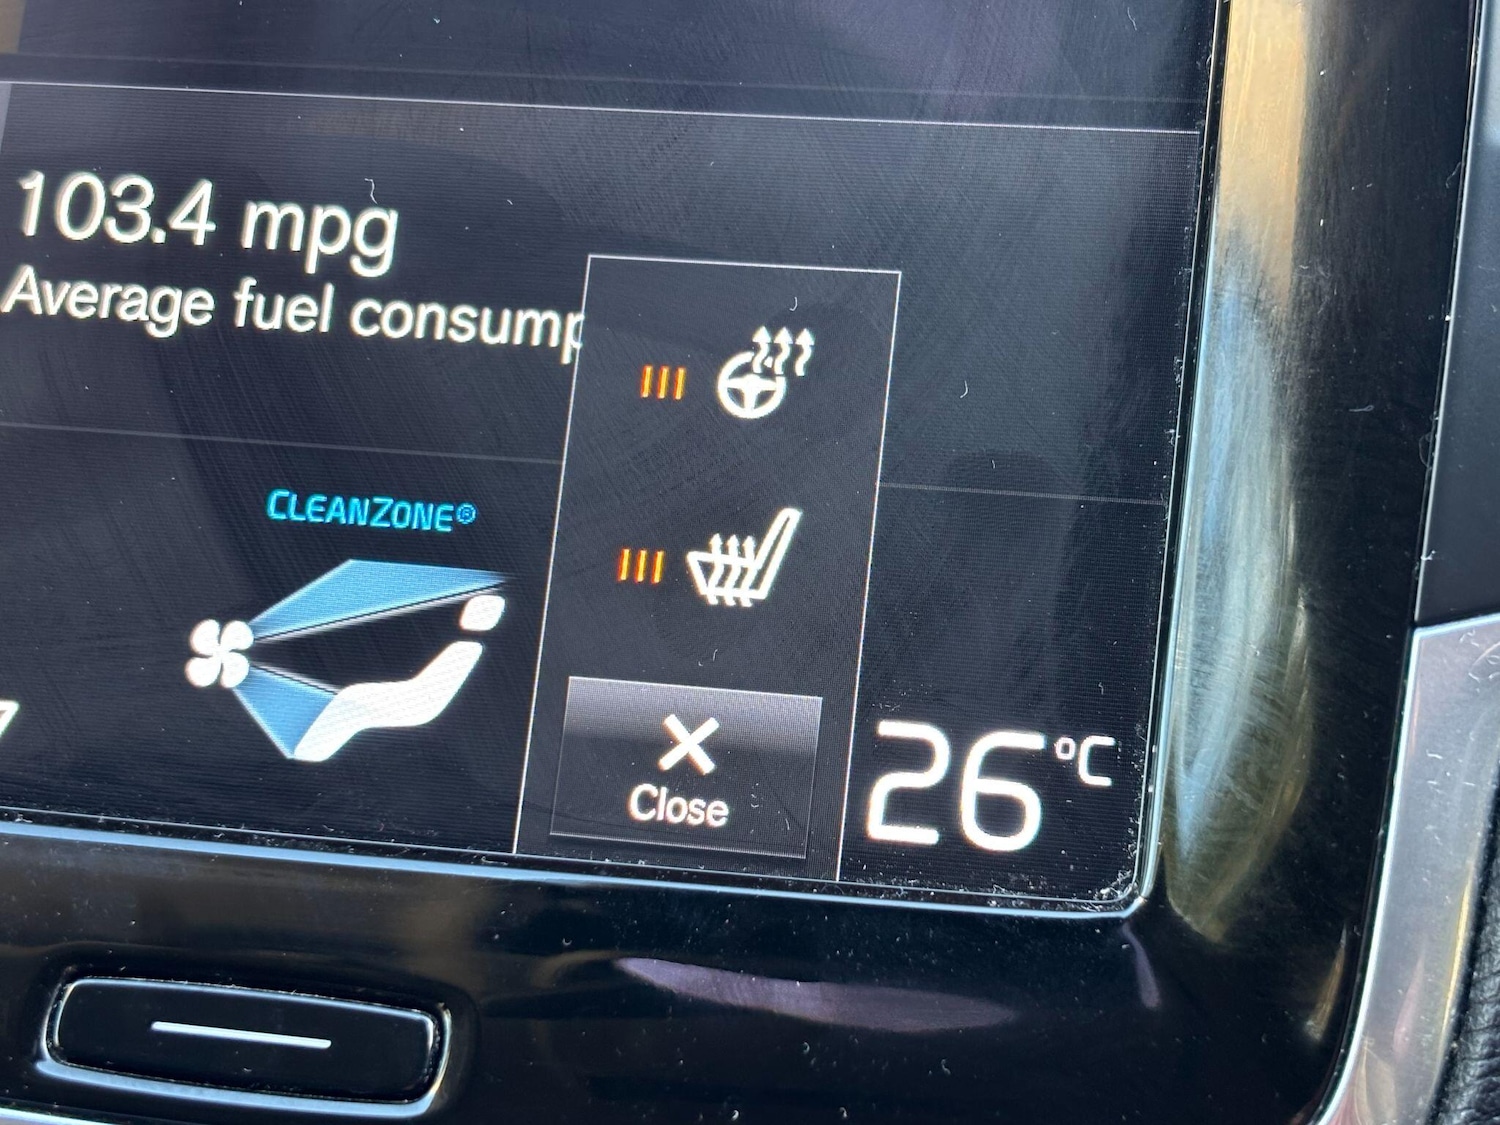 103.4 mpg
Average fuel consump
CLEANZONE®
Close
26 °C